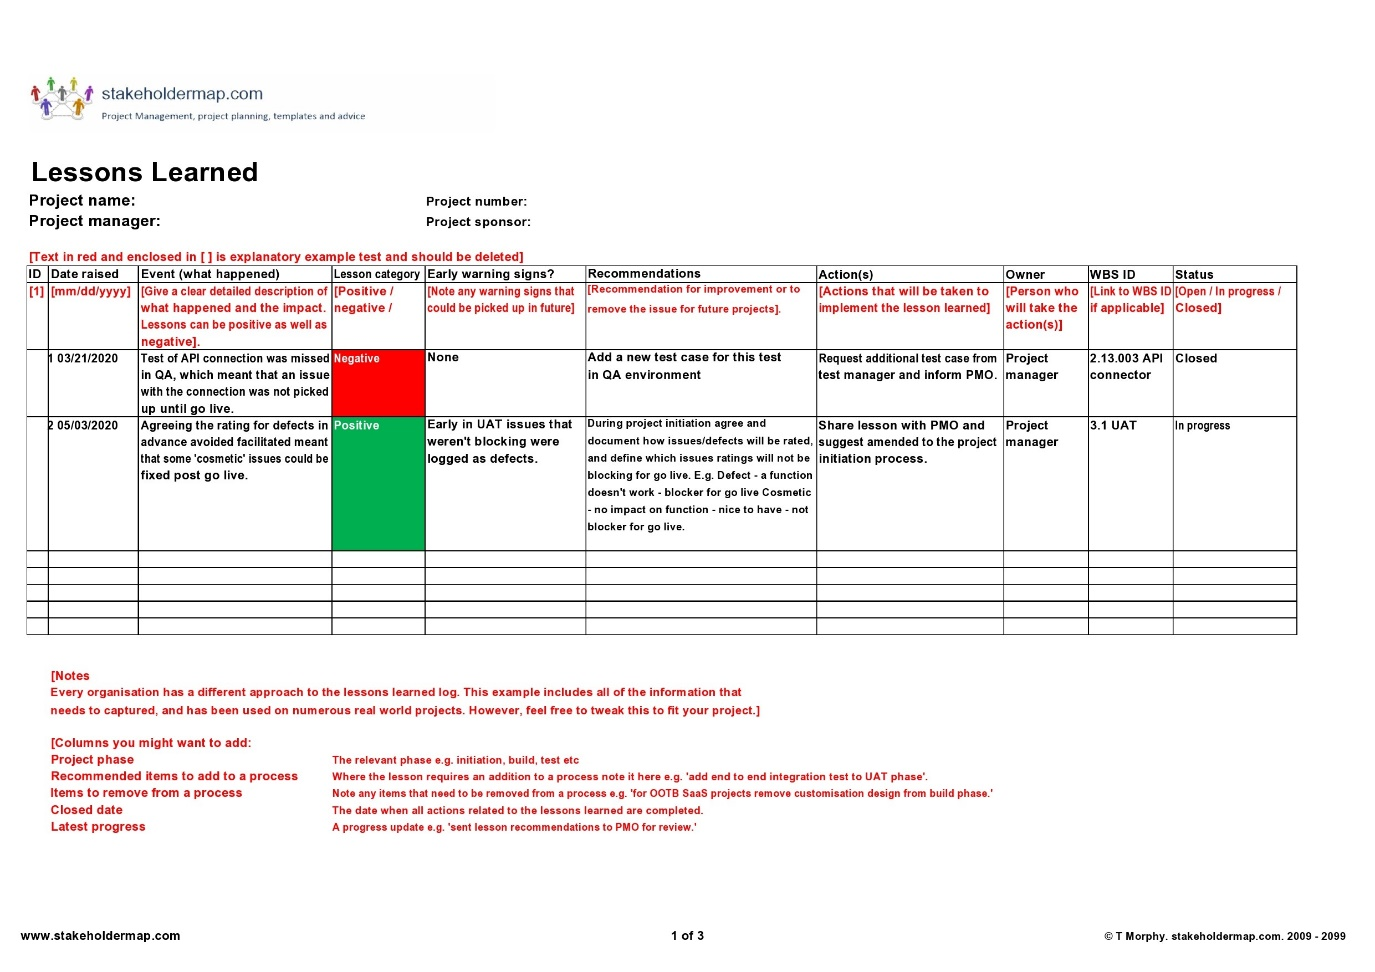 stakeholdermap.com
Project Management, project planning, templates and advice
Lessons Learned
Project name:
Project number:
Project manager:
Project sponsor:
[Text in red and enclosed in [ ] is explanatory example test and should be deleted]
ID Date raised Event (what happened) Lesson category Early warning signs? Recommendations Action(s) Owner WBS ID Status
[1] [mm/dd/yyyy]
[Give a clear detailed description of
what happened and the impact.
Lessons can be positive as well as
negative].
[Positive /
negative /
[Note any warning signs that
could be picked up in future]
[Recommendation for improvement or to
remove the issue for future projects].
[Actions that will be taken to
implement the lesson learned]
[Person who
will take the
action(s)]
[Link to WBS ID
if applicable]
[Open / In progress /
Closed]
1 03/21/2020
Test of API connection was missed
in QA, which meant that an issue
with the connection was not picked
up until go live.
Negative
None
Add a new test case for this test
in QA environment
Request additional test case from
test manager and inform PMO.
Project
manager
2.13.003 API
connector
Closed
2 05/03/2020
Agreeing the rating for defects in
advance avoided facilitated meant
that some 'cosmetic' issues could be
fixed post go live.
Positive
Early in UAT issues that
weren't blocking were
logged as defects.
During project initiation agree and
document how issues/defects will be rated,
and define which issues ratings will not be
blocking for go live. E.g. Defect - a function
doesn't work - blocker for go live Cosmetic
- no impact on function - nice to have - not
blocker for go live.
Share lesson with PMO and
suggest amended to the project
initiation process.
Project
manager
3.1 UAT
In progress
[Notes
Every organisation has a different approach to the lessons learned log. This example includes all of the information that
needs to captured, and has been used on numerous real world projects. However, feel free to tweak this to fit your project.]
[Columns you might want to add:
Project phase The relevant phase e.g. initiation, build, test etc
Recommended items to add to a process Where the lesson requires an addition to a process note it here e.g. 'add end to end integration test to UAT phase'.
Items to remove from a process Note any items that need to be removed from a process e.g. 'for OOTB SaaS projects remove customisation design from build phase.'
Closed date The date when all actions related to the lessons learned are completed.
Latest progress A progress update e.g. 'sent lesson recommendations to PMO for review.'
www.stakeholdermap.com
1 of 3
© T Morphy. stakeholdermap.com. 2009 - 2099